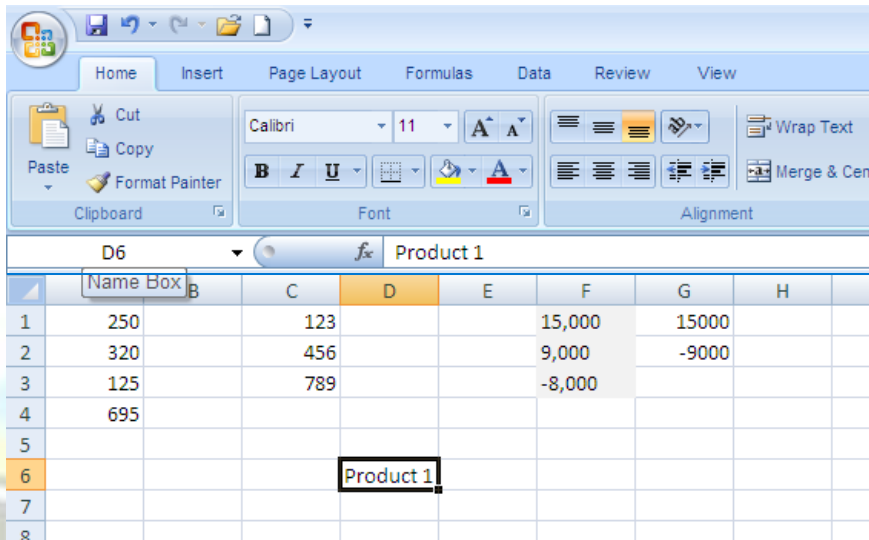 Home Insert Page Layout Formulas Data Review View
Cut
Calibri 11 A A Wrap Text
Copy
Paste
Format Painter B I U A Merge & Cen
Clipboard Font Alignment
D6 fx Product 1
Name Box
B C D E F G H
1 250 123 15,000 15000
2 320 456 9,000 -9000
3 125 789 -8,000
4 695
5
6 Product 1
7
8